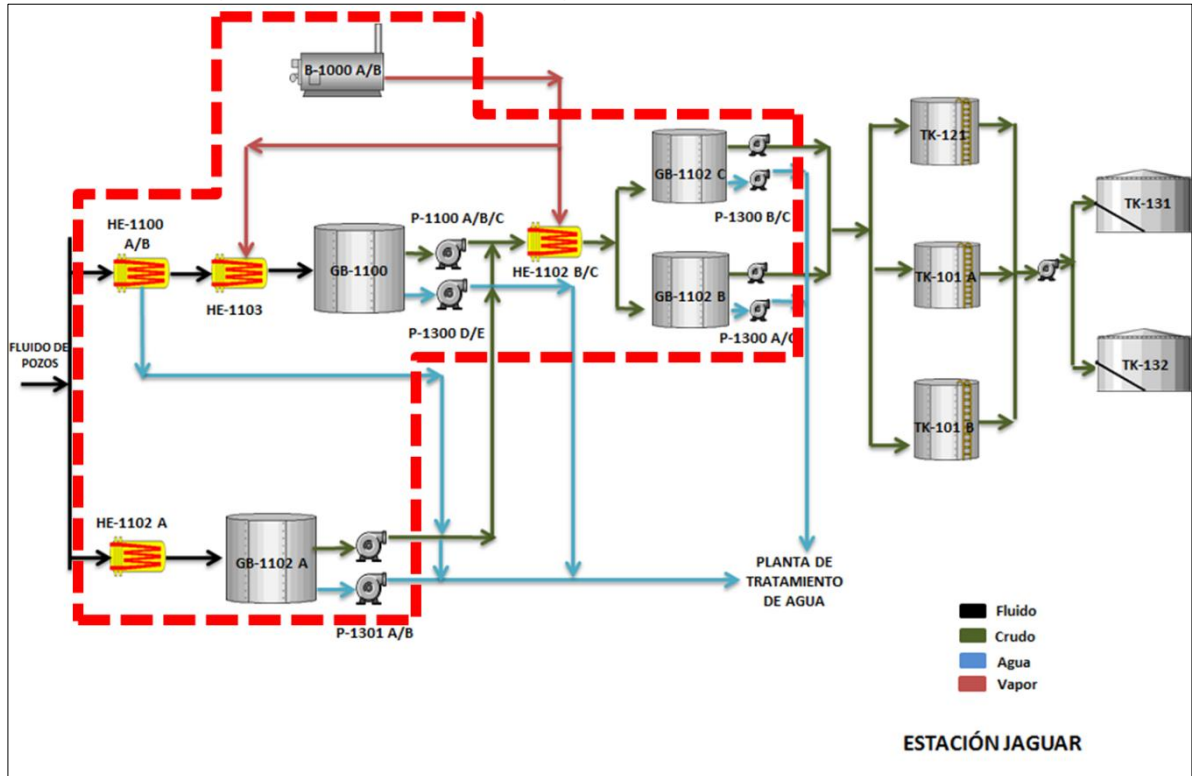 B-1000 A/B
HE-1100
A/B
HE-1103
GB-1100
P-1100 A/B/C
P-1300 D/E
HE-1102 B/C
GB-1102 C
P-1300 B/C
GB-1102 B
P-1300 A/C
TK-121
TK-101 A
TK-101 B
TK-131
TK-132
FLUIDO DE
POZOS
HE-1102 A
GB-1102 A
P-1301 A/B
PLANTA DE
TRATAMIENTO
DE AGUA
Fluido
Crudo
Agua
Vapor
ESTACIÓN JAGUAR